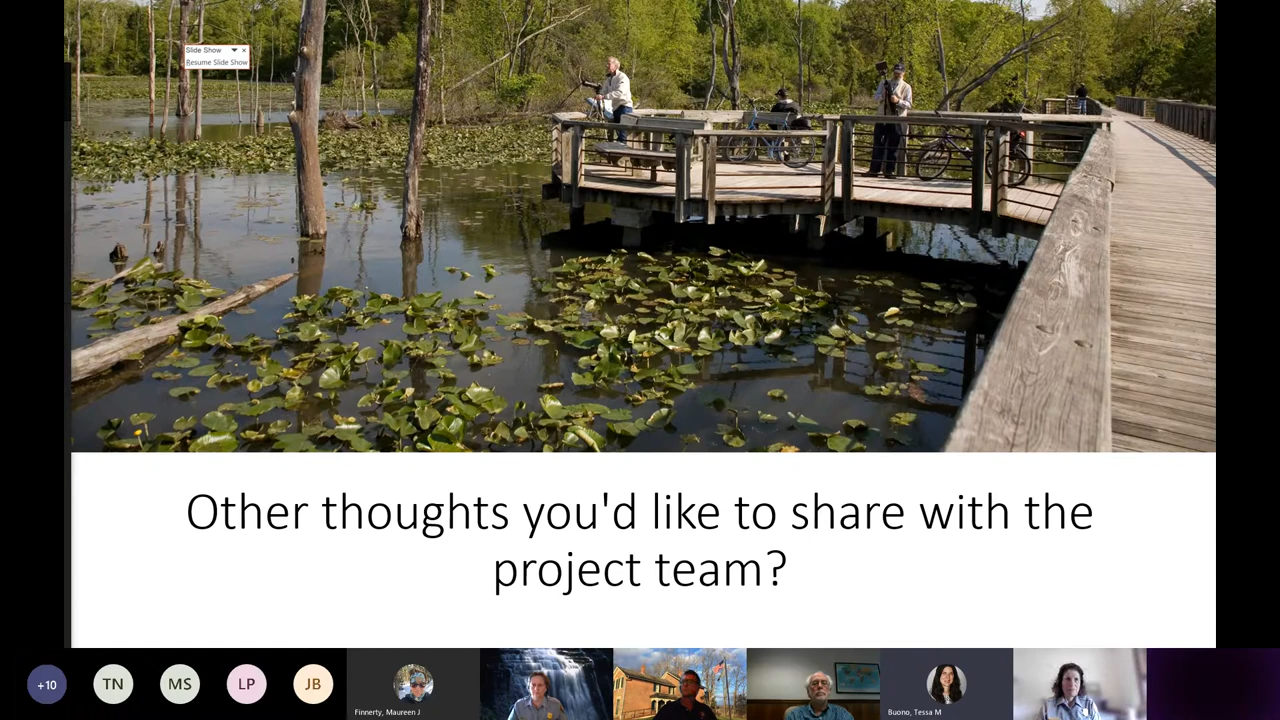 Slide Show
Resume Slide Show
Other thoughts you'd like to share with the
project team?
+10
TN
MS
LP
JB
Finnerty, Maureen J
Buono, Tessa M